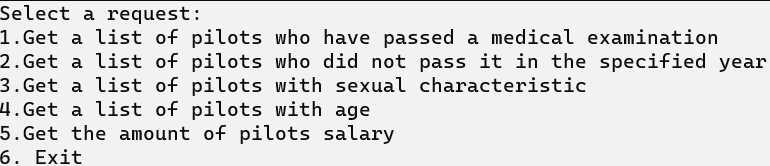 Select a request:
1.Get a list of pilots who have passed a medical examination
2.Get a list of pilots who did not pass it in the specified year
3.Get a list of pilots with sexual characteristic
4.Get a list of pilots with age
5.Get the amount of pilots salary
6. Exit